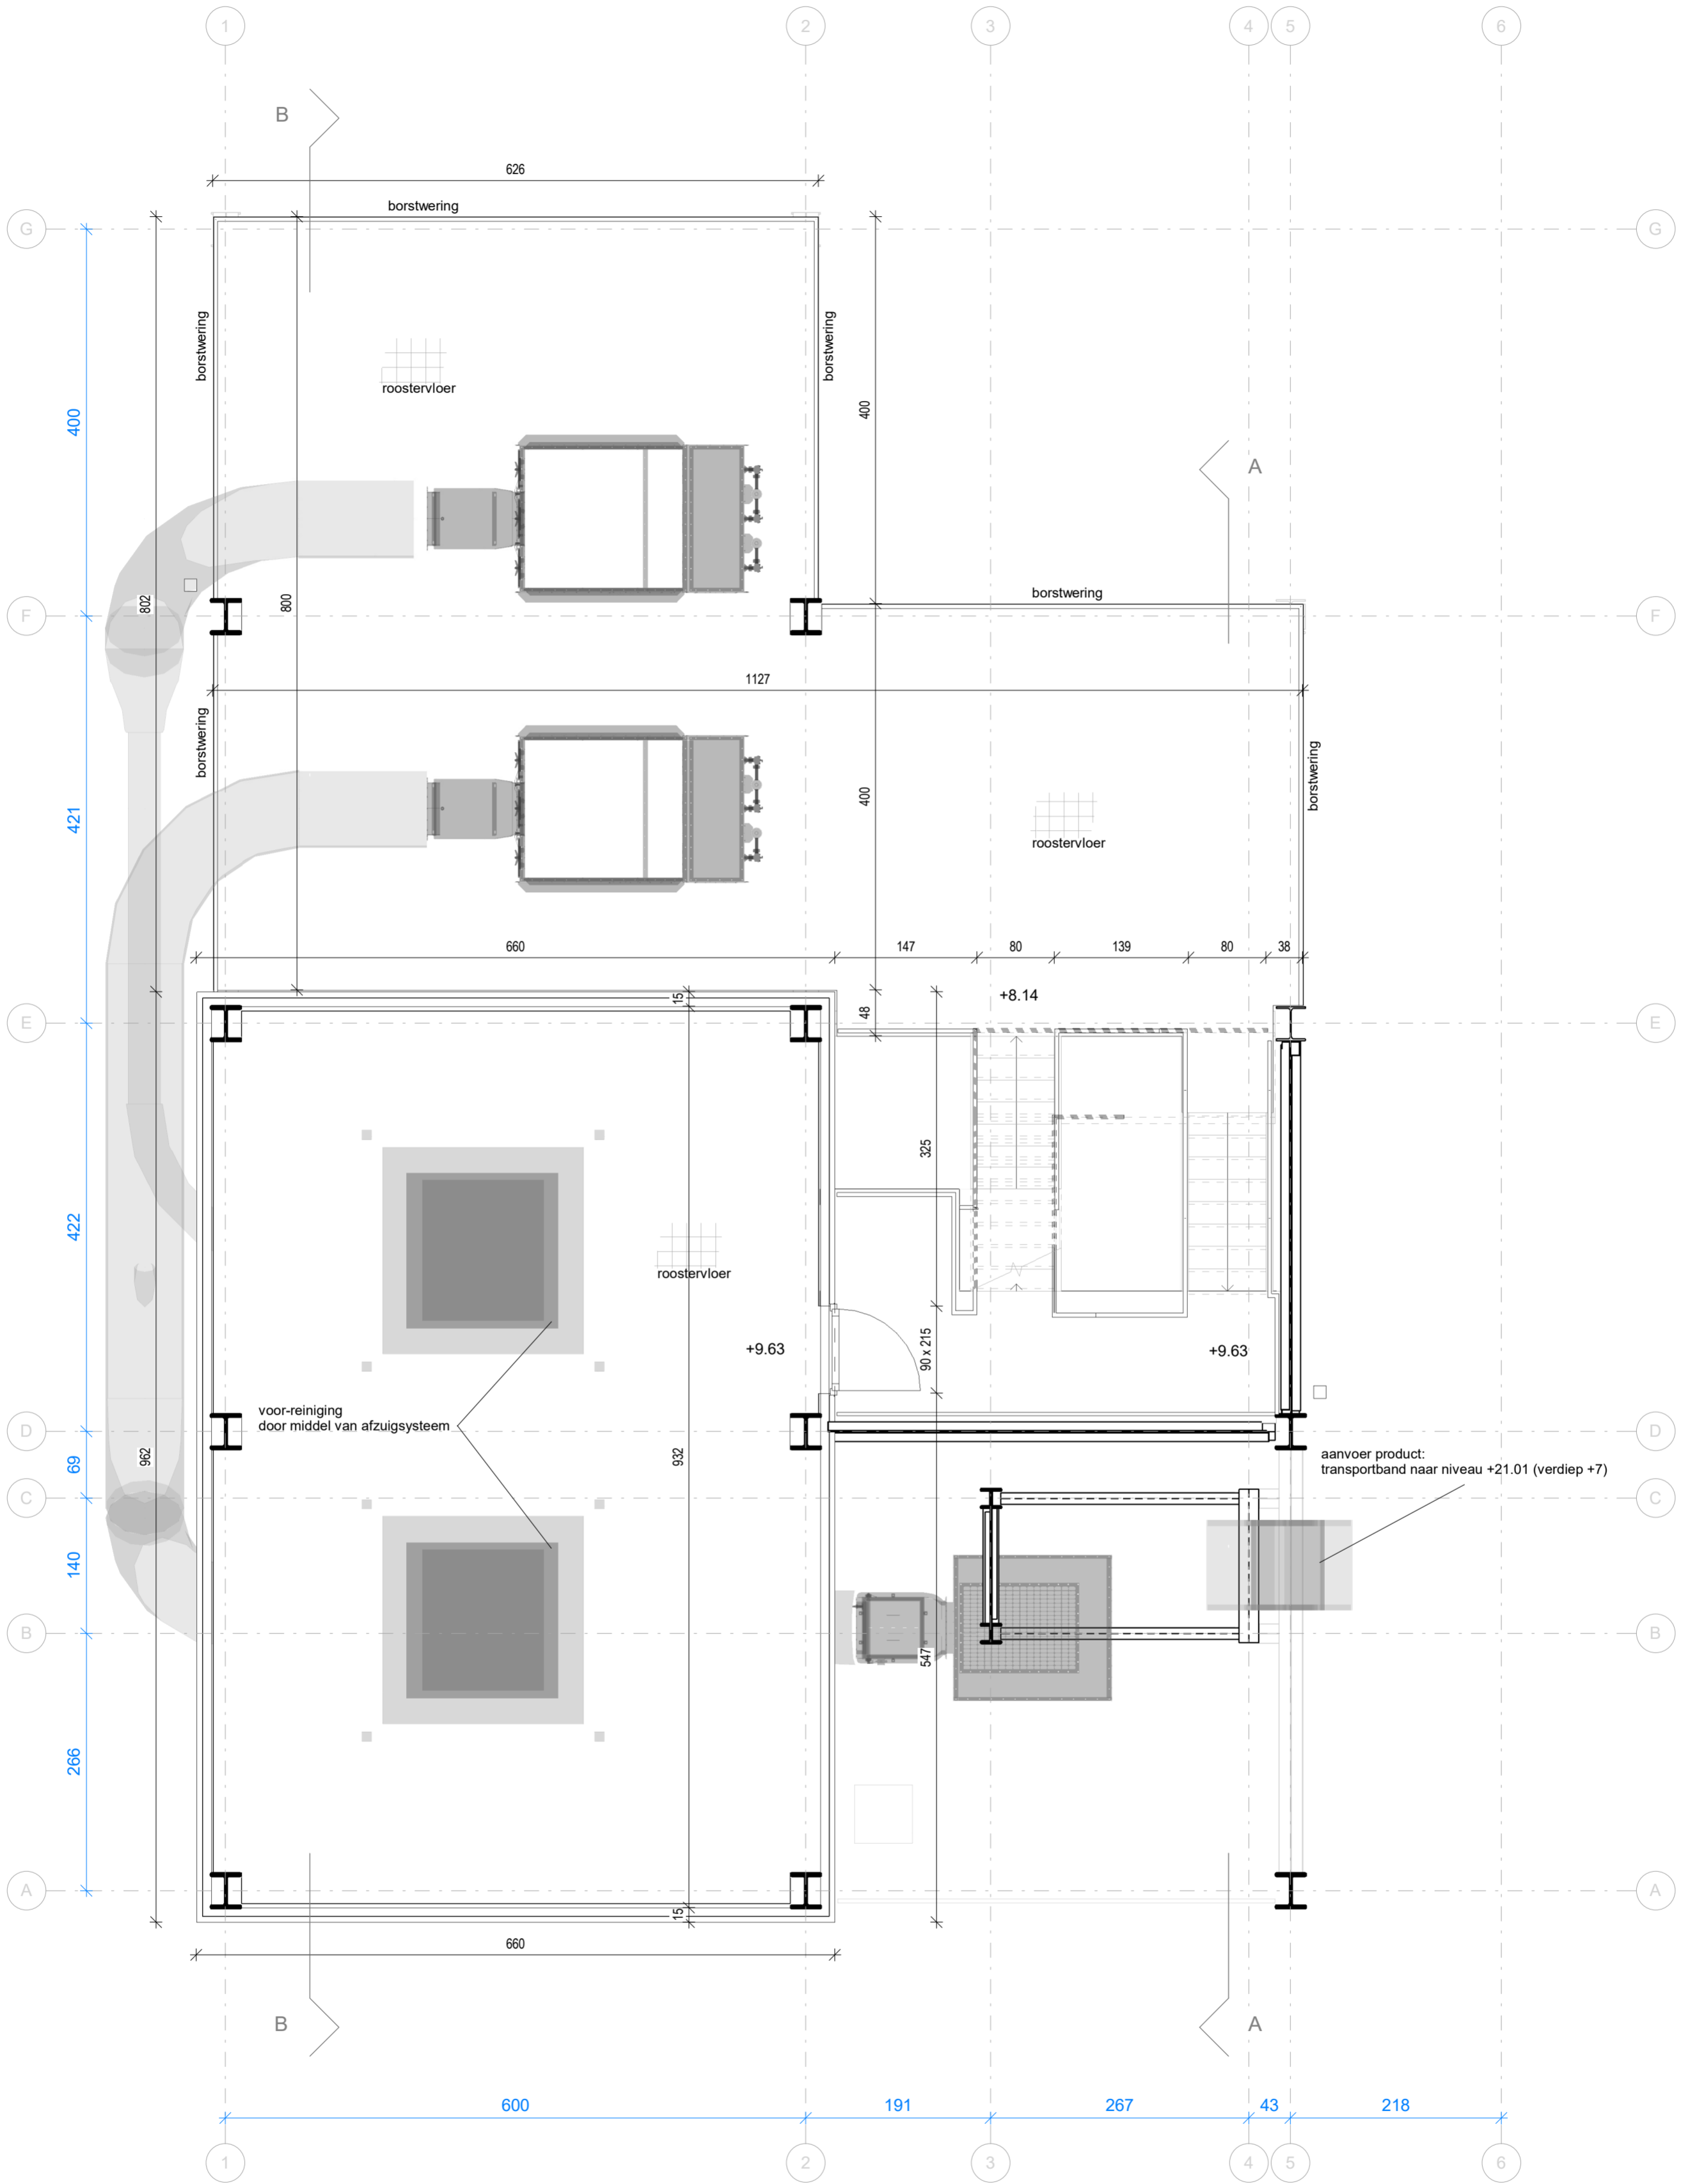 1 2 3 4 5 6
B
626
borstwering
G G
borstwering borstwering
roostervloer
400 400
A
802 800
borstwering
F F
1127
borstwering borstwering
421 400
roostervloer
660 147 80 139 80 38
15 +8.14
48
E E
325
422
roostervloer
+9.63 90 x 215 +9.63
voor-reiniging
door middel van afzuigsysteem
D D
aanvoer product:
transportband naar niveau +21.01 (verdiep +7)
69 962 932
C C
140
B B
547
266
A A
15
660
B A
600 191 267 43 218
1 2 3 4 5 6